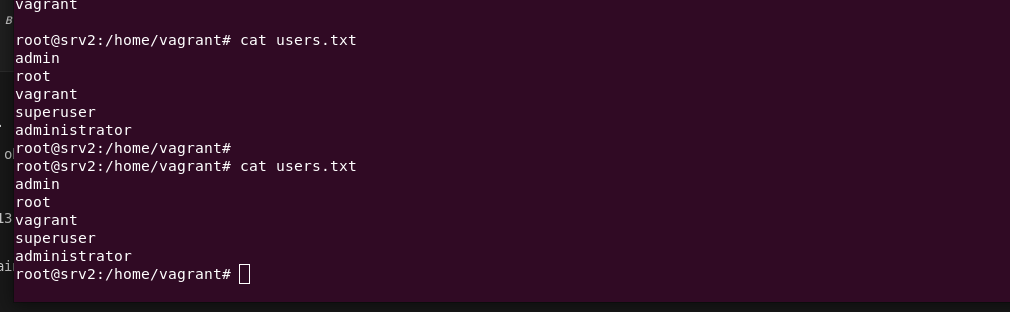 vagrant
root@srv2:/home/vagrant# cat users.txt
admin
root
vagrant
superuser
administrator
root@srv2:/home/vagrant#
root@srv2:/home/vagrant# cat users.txt
admin
root
vagrant
superuser
administrator
root@srv2:/home/vagrant#